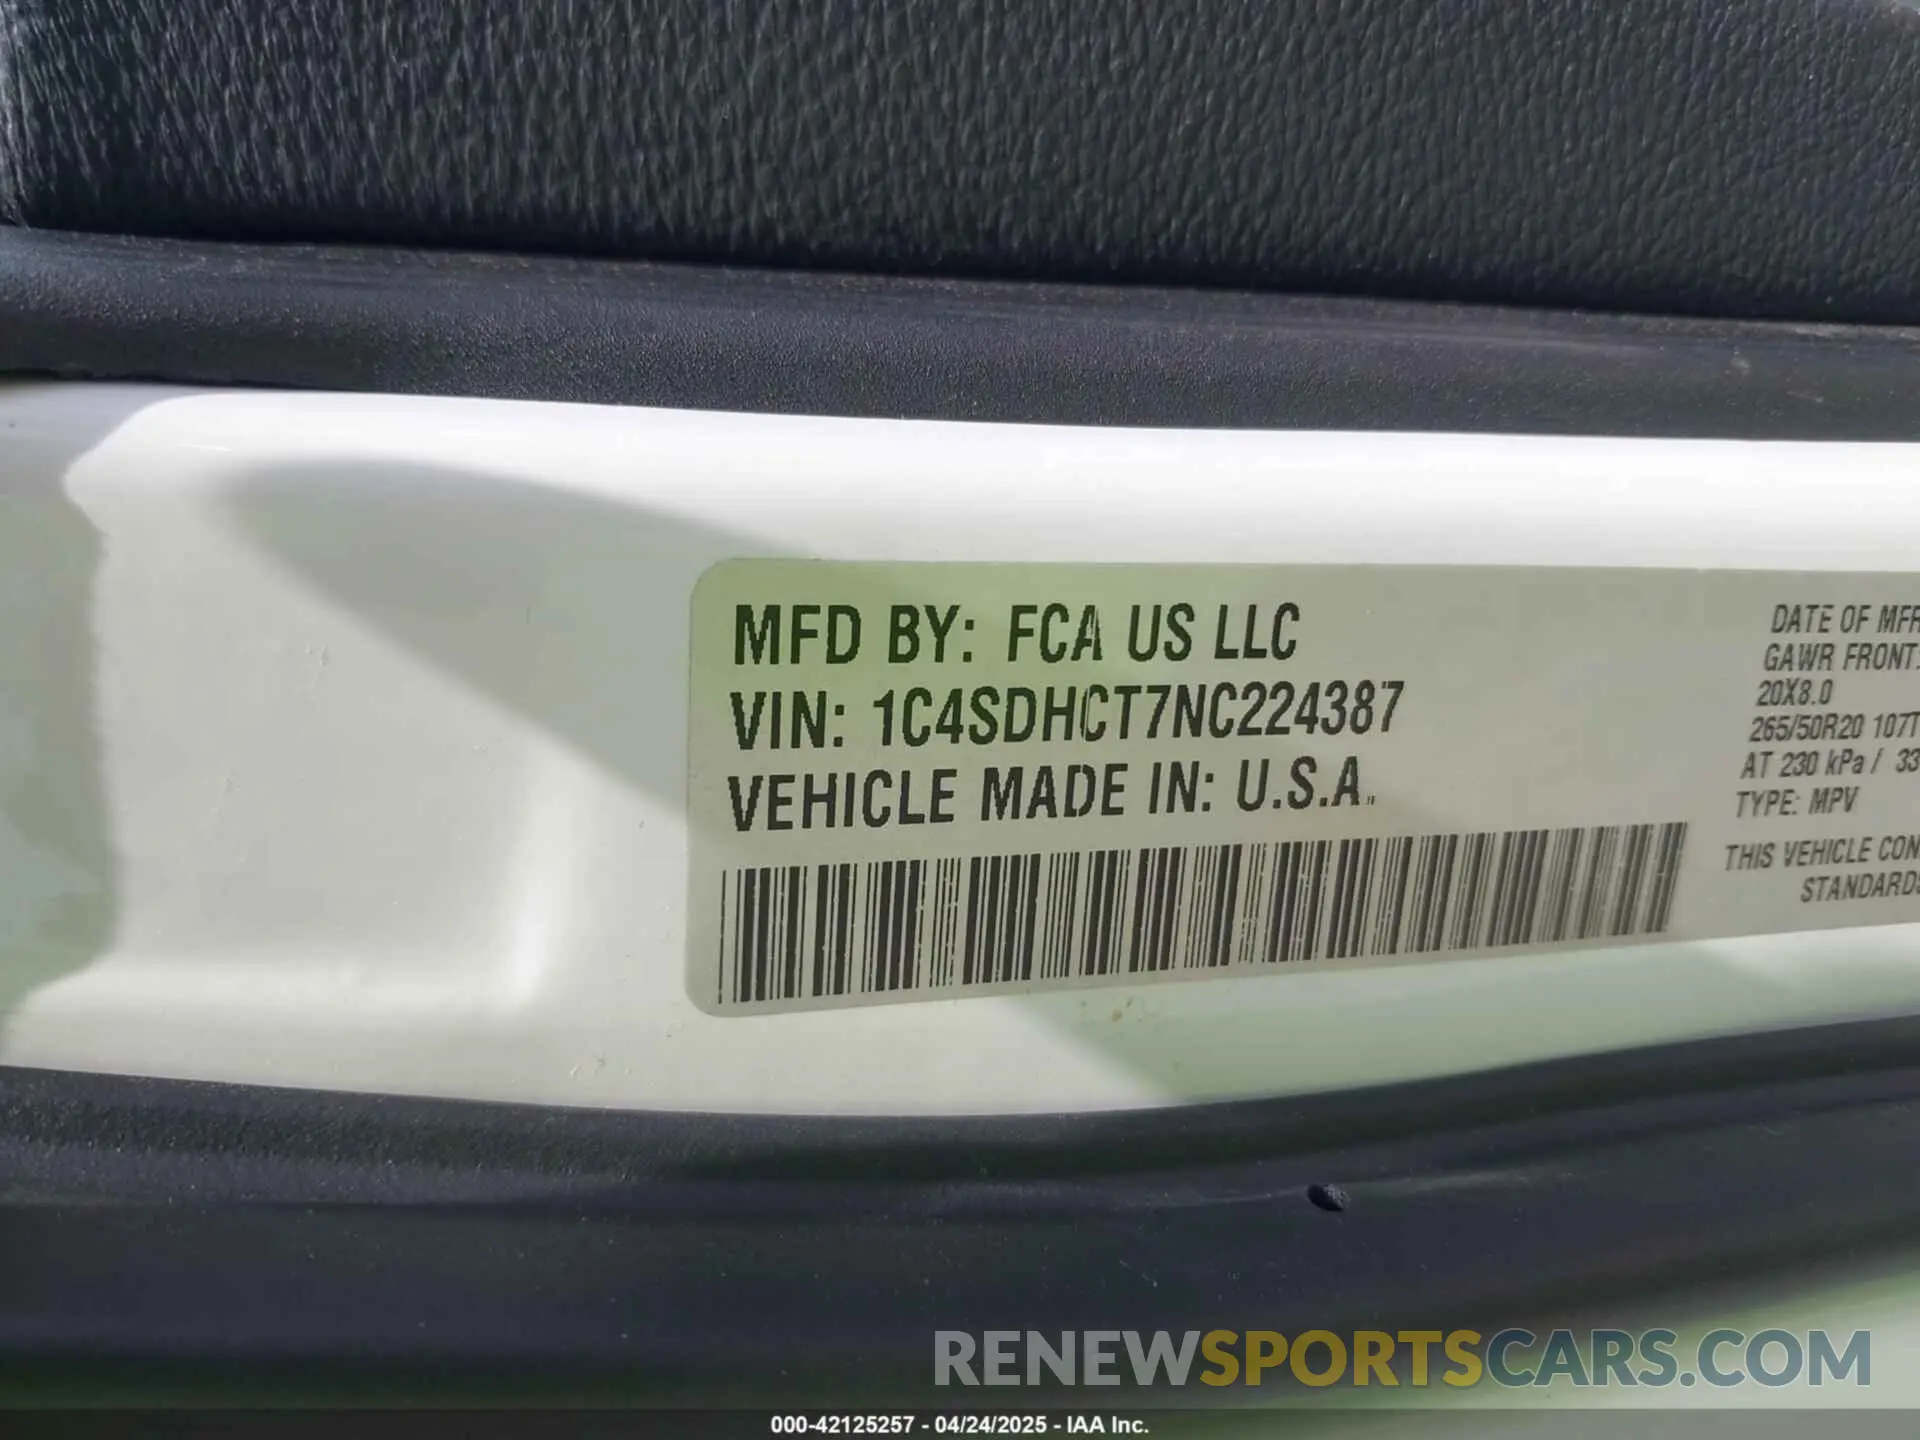 MFD BY: FCA US LLC
VIN: 1C4SDHCT7NC224387
VEHICLE MADE IN: U.S.A.
DATE OF MFR
GAWR FRONT:
20X8.0
265/50R20 107T
AT 230 kPa / 33
TYPE: MPV
THIS VEHICLE CON
STANDARDS
RENEWSPORTSCARS.COM
000-42125257 - 04/24/2025 - IAA Inc.